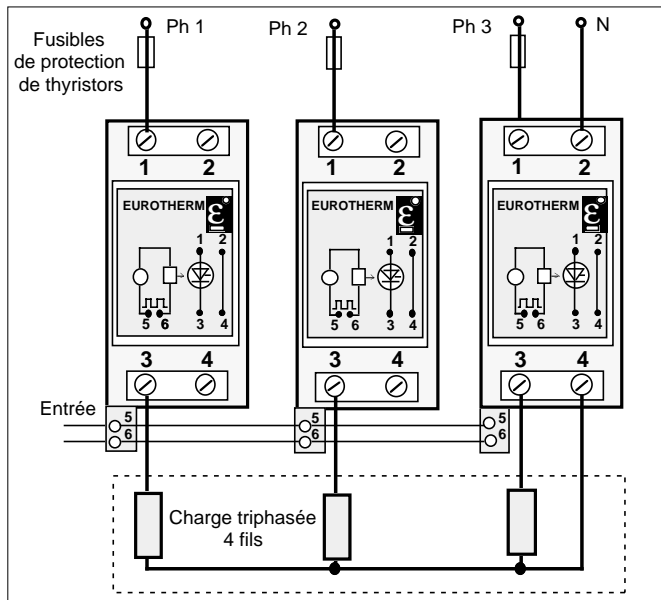 Fusibles
de protection
de thyristors
Ph 1
Ph 2
Ph 3
N
1 2
1 2
1 2
EUROTHERM
1 2
5 6
3 4
EUROTHERM
1 2
5 6
3 4
EUROTHERM
1 2
5 6
3 4
3 4
3 4
3 4
Entrée
5
6
5
6
5
6
Charge triphasée
4 fils